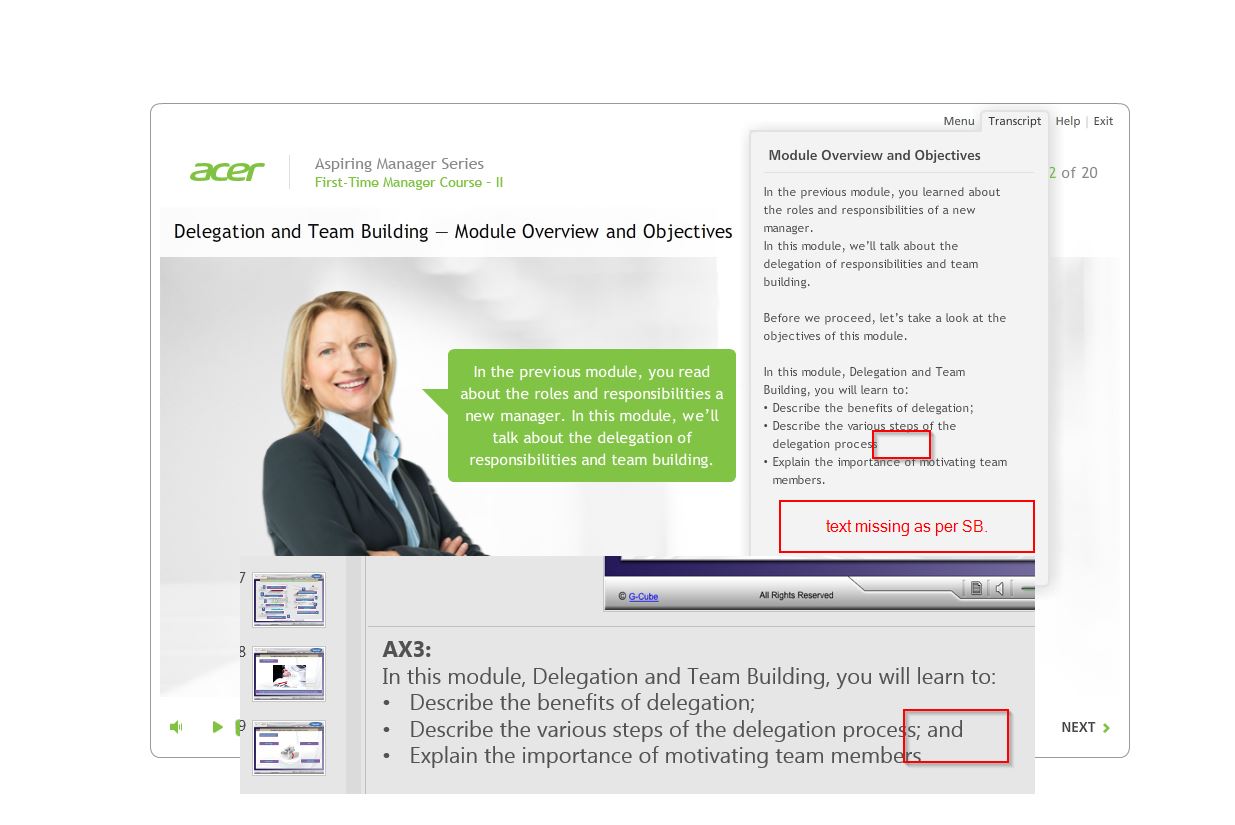 Menu Transcript Help | Exit
acer
Aspiring Manager Series
First-Time Manager Course - II
2 of 20
Delegation and Team Building — Module Overview and Objectives
In the previous module, you read
about the roles and responsibilities a
new manager. In this module, we’ll
talk about the delegation of
responsibilities and team building.
Module Overview and Objectives
In the previous module, you learned about
the roles and responsibilities of a new
manager.
In this module, we’ll talk about the
delegation of responsibilities and team
building.
Before we proceed, let’s take a look at the
objectives of this module.
In this module, Delegation and Team
Building, you will learn to:
• Describe the benefits of delegation;
• Describe the various steps of the
delegation process
• Explain the importance of motivating team
members.
text missing as per SB.
7
8
9
© G-Cube
All Rights Reserved
AX3:
In this module, Delegation and Team Building, you will learn to:
• Describe the benefits of delegation;
• Describe the various steps of the delegation process; and
• Explain the importance of motivating team members
NEXT